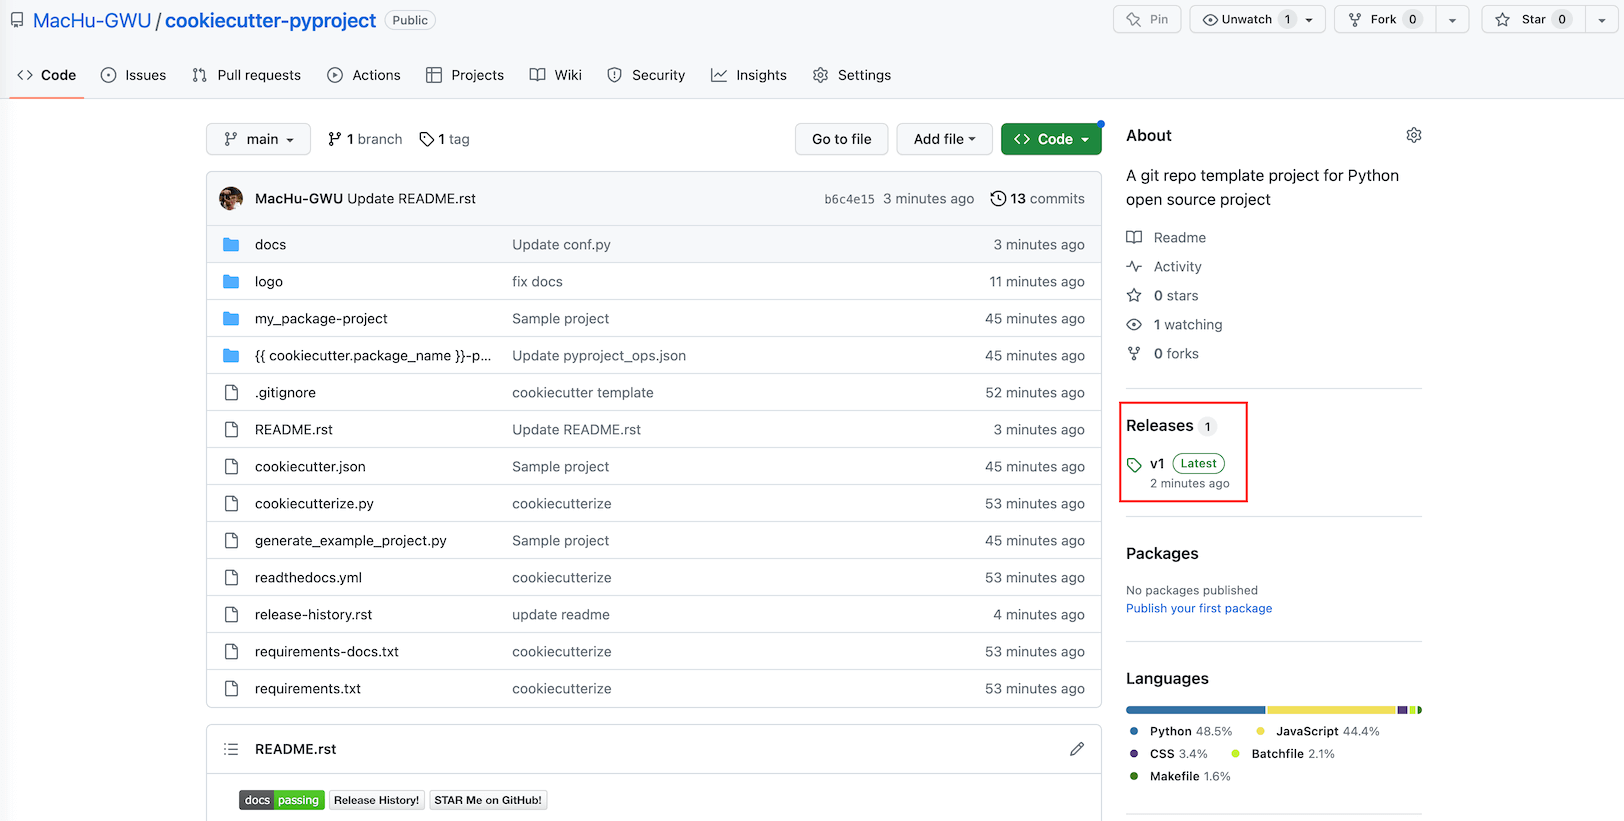 MacHu-GWU / cookiecutter-pyproject Public
Pin Unwatch 1 Fork 0 Star 0
Code Issues Pull requests Actions Projects Wiki Security Insights Settings
main 1 branch 1 tag Go to file Add file Code
MacHu-GWU Update README.rst b6c4e15 3 minutes ago 13 commits
docs Update conf.py 3 minutes ago
logo fix docs 11 minutes ago
my_package-project Sample project 45 minutes ago
{{ cookiecutter.package_name }}-p... Update pyproject_ops.json 45 minutes ago
.gitignore cookiecutter template 52 minutes ago
README.rst Update README.rst 3 minutes ago
cookiecutter.json Sample project 45 minutes ago
cookiecutterize.py cookiecutterize 53 minutes ago
generate_example_project.py Sample project 45 minutes ago
readthedocs.yml cookiecutterize 53 minutes ago
release-history.rst update readme 4 minutes ago
requirements-docs.txt cookiecutterize 53 minutes ago
requirements.txt cookiecutterize 53 minutes ago
README.rst
docs passing Release History! STAR Me on GitHub!
About
A git repo template project for Python
open source project
Readme
Activity
0 stars
1 watching
0 forks
Releases 1
v1 Latest
2 minutes ago
Packages
No packages published
Publish your first package
Languages
Python 48.5% JavaScript 44.4%
CSS 3.4% Batchfile 2.1%
Makefile 1.6%